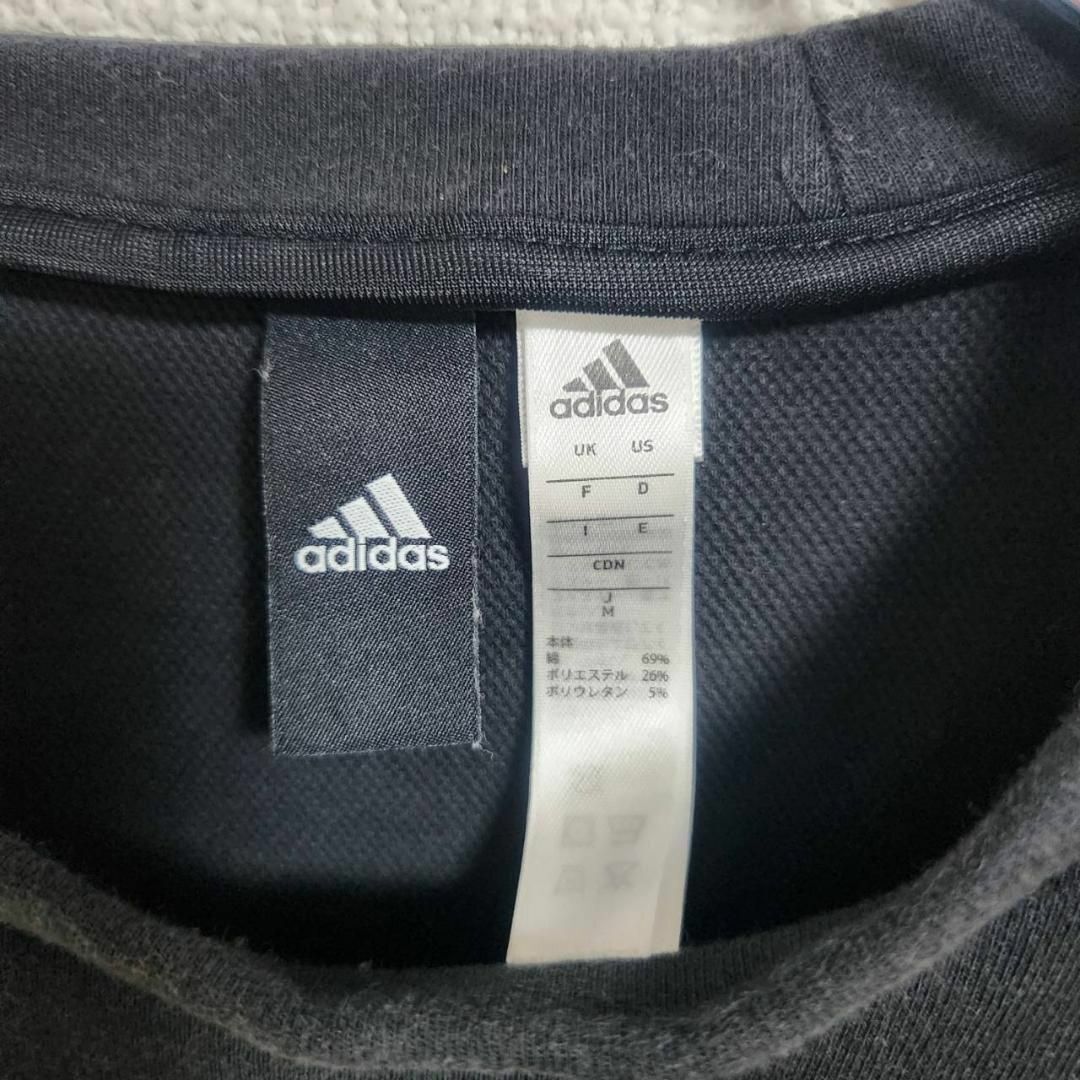 adidas
adidas
UK US
F D
I E
CDN
J
M
本体
綿 69%
ポリエステル 26%
ポリウレタン 5%